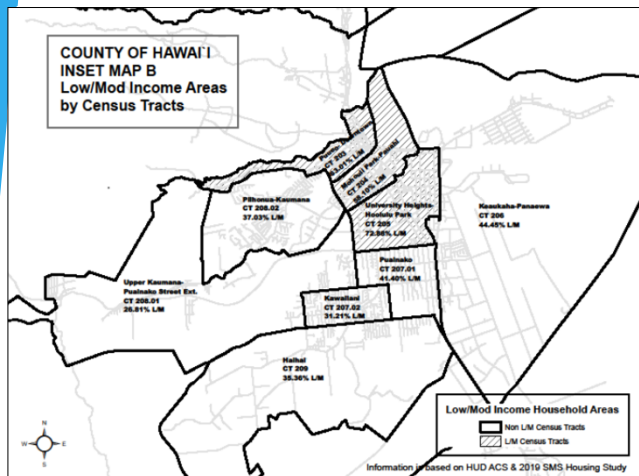 COUNTY OF HAWAI`I
INSET MAP B
Low/Mod Income Areas
by Census Tracts
CT 203
CT 204
University Heights-
Hoolulu Park
CT 205
Keaukaha-Panaewa
CT 206
44.45% L/M
Piihonua-Kaumana
CT 208.02
37.03% L/M
Puainako
CT 207.01
41.40% L/M
Upper Kaumana-
Puainako Street Ext.
CT 208.01
26.81% L/M
Kawailani
CT 207.02
31.21% L/M
Haihai
CT 209
35.36% L/M
N
W
E
S
Low/Mod Income Household Areas
Non L/M Census Tracts
L/M Census Tracts
Information is based on HUD ACS & 2019 SMS Housing Study